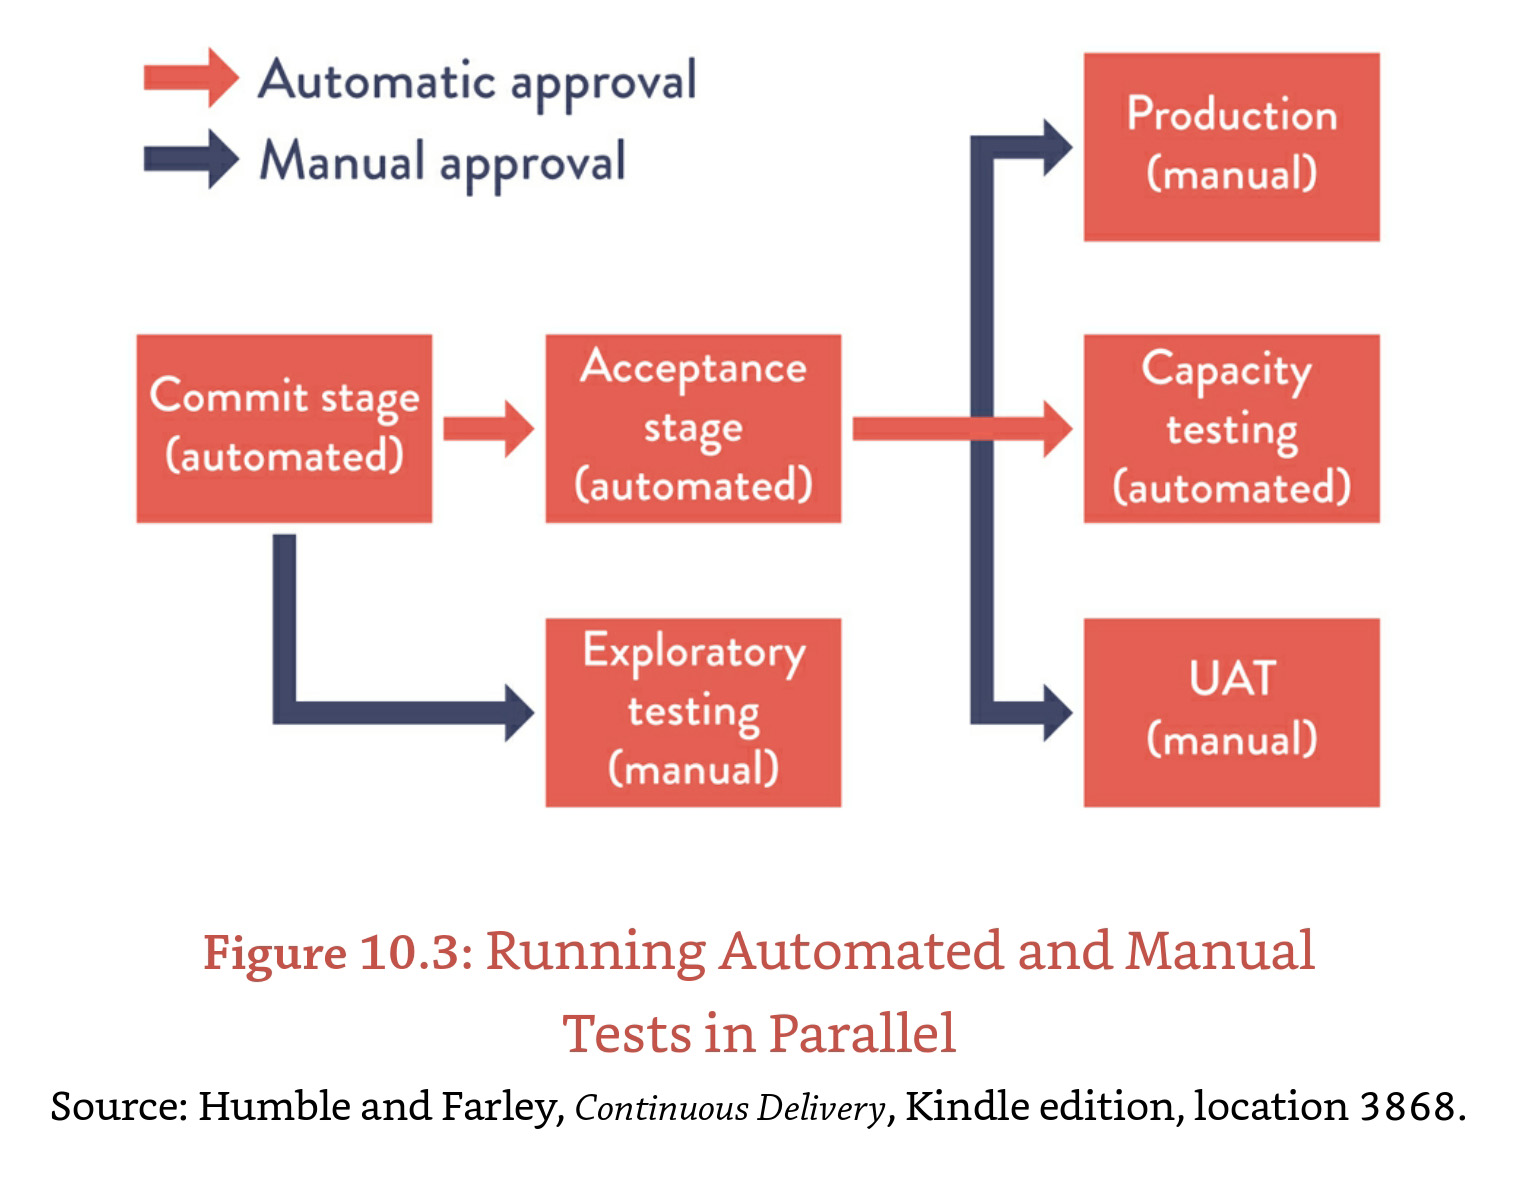 Automatic approval
Manual approval
Production
(manual)
Commit stage
(automated)
Acceptance
stage
(automated)
Capacity
testing
(automated)
Exploratory
testing
(manual)
UAT
(manual)
Figure 10.3: Running Automated and Manual
Tests in Parallel
Source: Humble and Farley, Continuous Delivery, Kindle edition, location 3868.